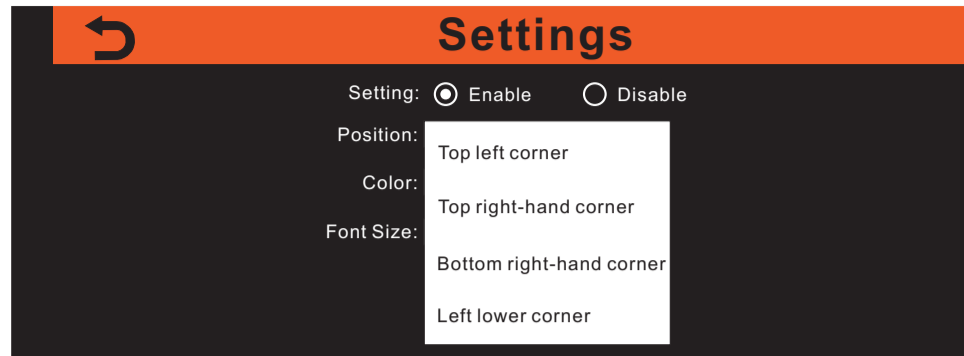 Settings
Setting: Enable Disable
Position:
Top left corner
Color:
Top right-hand corner
Font Size:
Bottom right-hand corner
Left lower corner